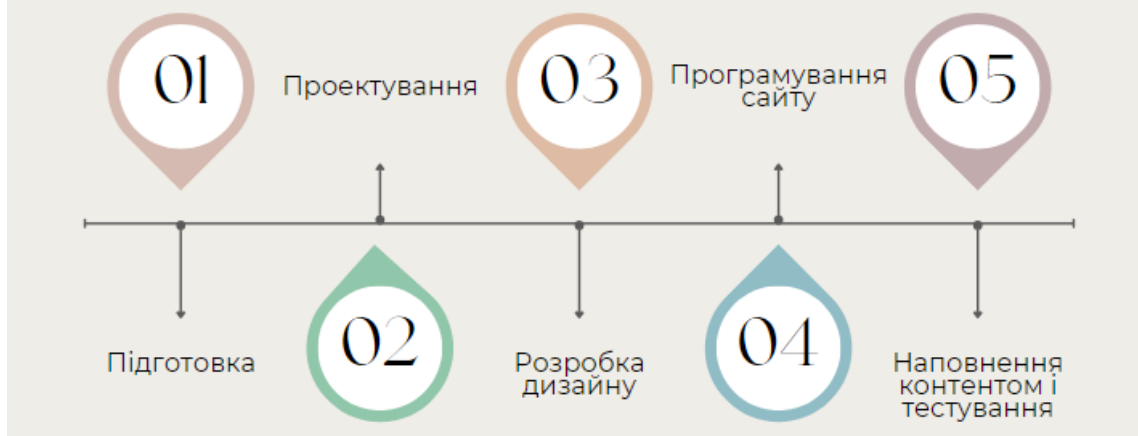 01
Проектування
03
Програмування
сайту
05
Підготовка
02
Розробка
дизайну
04
Наповнення
контентом і
тестування